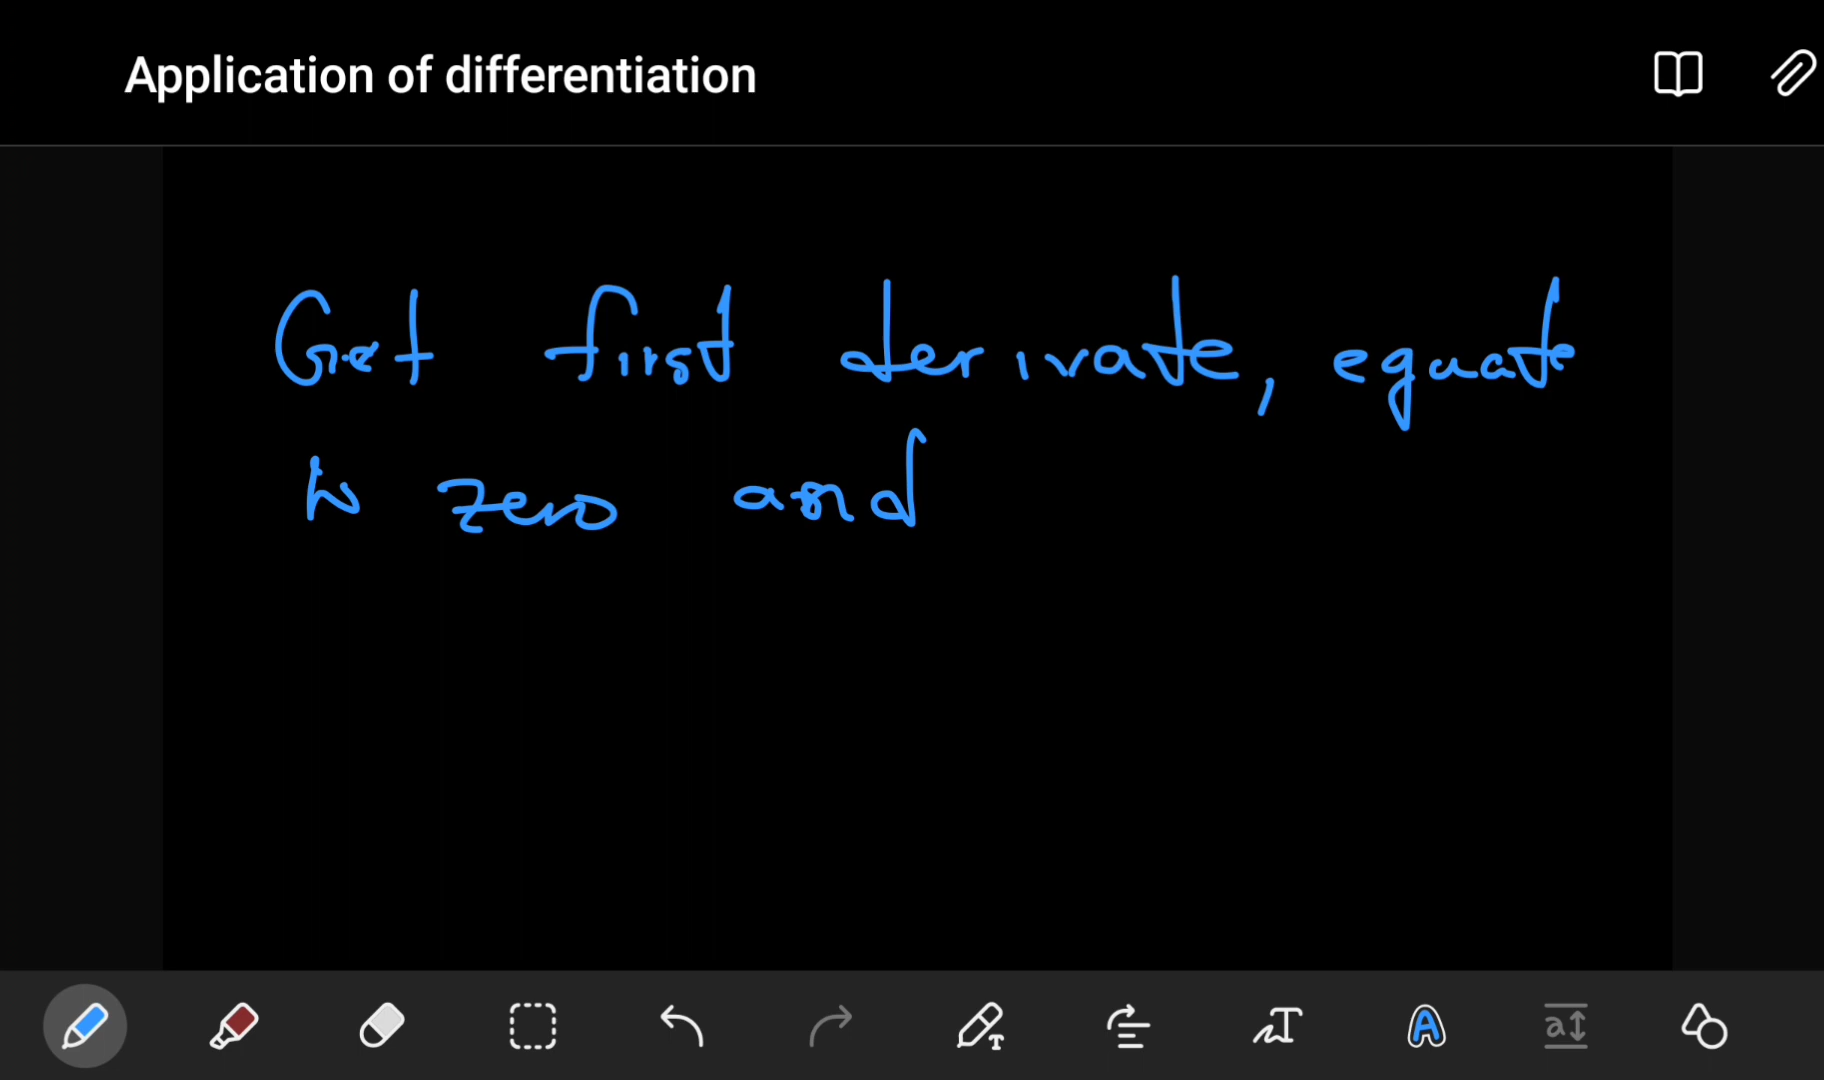 Application of differentiation
Get first derivate, equate
to zero and